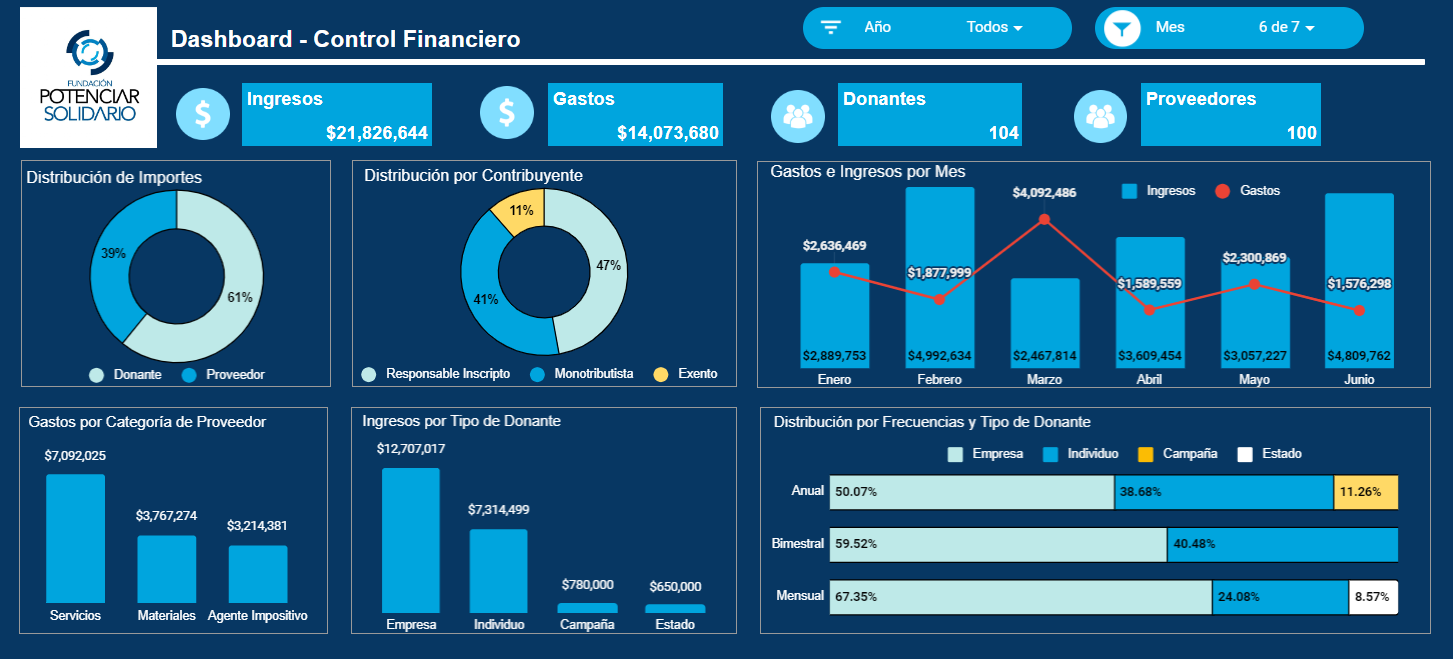 FUNDACIÓN
POTENCIAR
SOLIDARIO
Dashboard - Control Financiero
Año Todos
Mes 6 de 7
$ Ingresos
$21,826,644
$ Gastos
$14,073,680
Donantes
104
Proveedores
100
Distribución de Importes
39%
61%
Donante Proveedor
Distribución por Contribuyente
11%
47%
41%
Responsable Inscripto Monotributista Exento
Gastos e Ingresos por Mes
Ingresos Gastos
$4,092,486
$2,636,469
$1,877,999
$2,300,869
$1,589,559
$1,576,298
$2,889,753 $4,992,634 $2,467,814 $3,609,454 $3,057,227 $4,809,762
Enero Febrero Marzo Abril Mayo Junio
Gastos por Categoría de Proveedor
$7,092,025
$3,767,274
$3,214,381
Servicios Materiales Agente Impositivo
Ingresos por Tipo de Donante
$12,707,017
$7,314,499
$780,000
$650,000
Empresa Individuo Campaña Estado
Distribución por Frecuencias y Tipo de Donante
Empresa Individuo Campaña Estado
Anual 50.07% 38.68% 11.26%
Bimestral 59.52% 40.48%
Mensual 67.35% 24.08% 8.57%